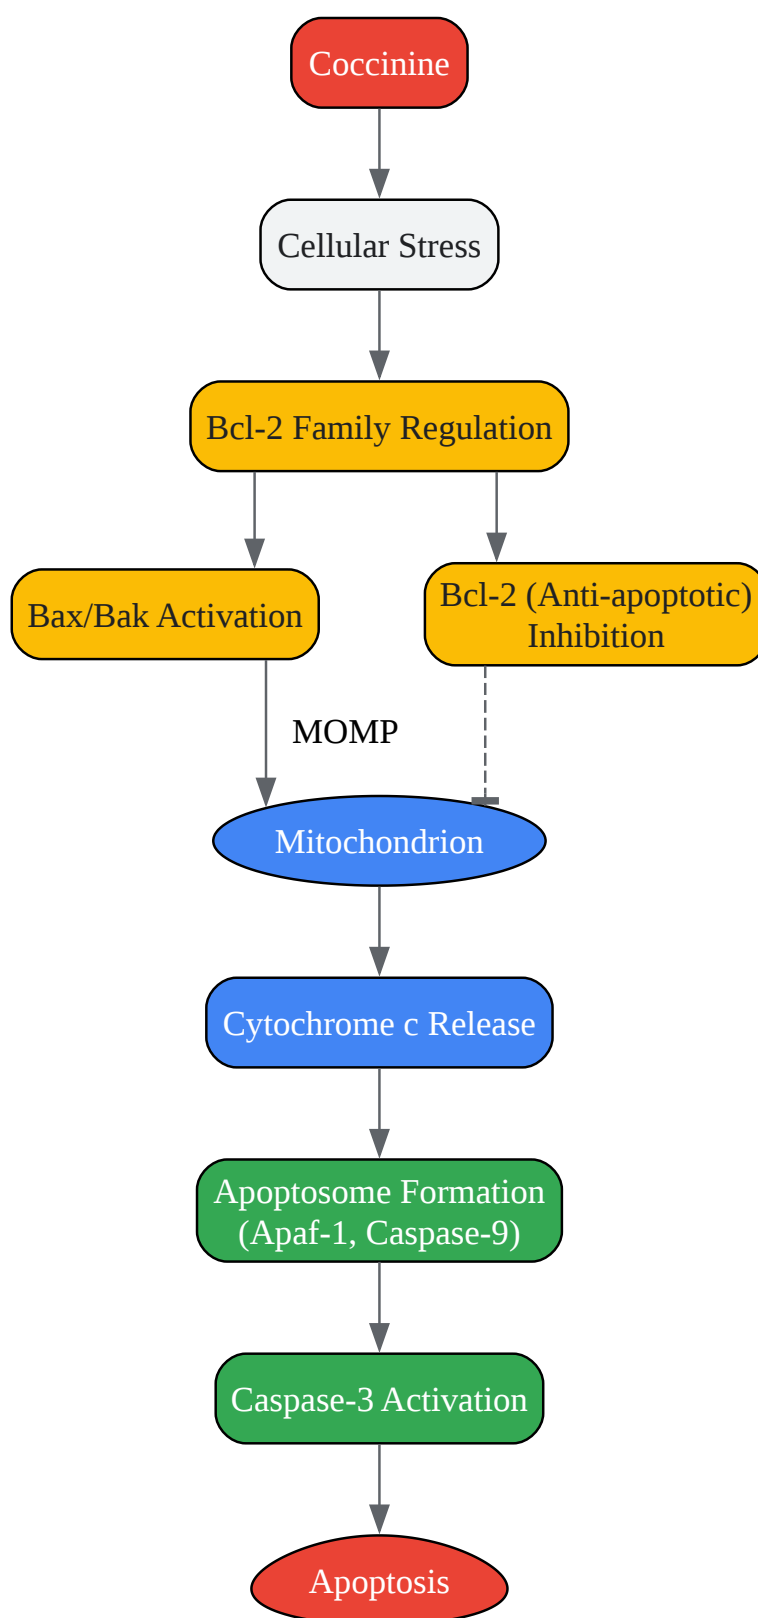 Coccinine
Cellular Stress
Bcl-2 Family Regulation
Bax/Bak Activation
Bcl-2 (Anti-apoptotic)
Inhibition
MOMP
Mitochondrion
Cytochrome c Release
Apoptosome Formation
(Apaf-1, Caspase-9)
Caspase-3 Activation
Apoptosis